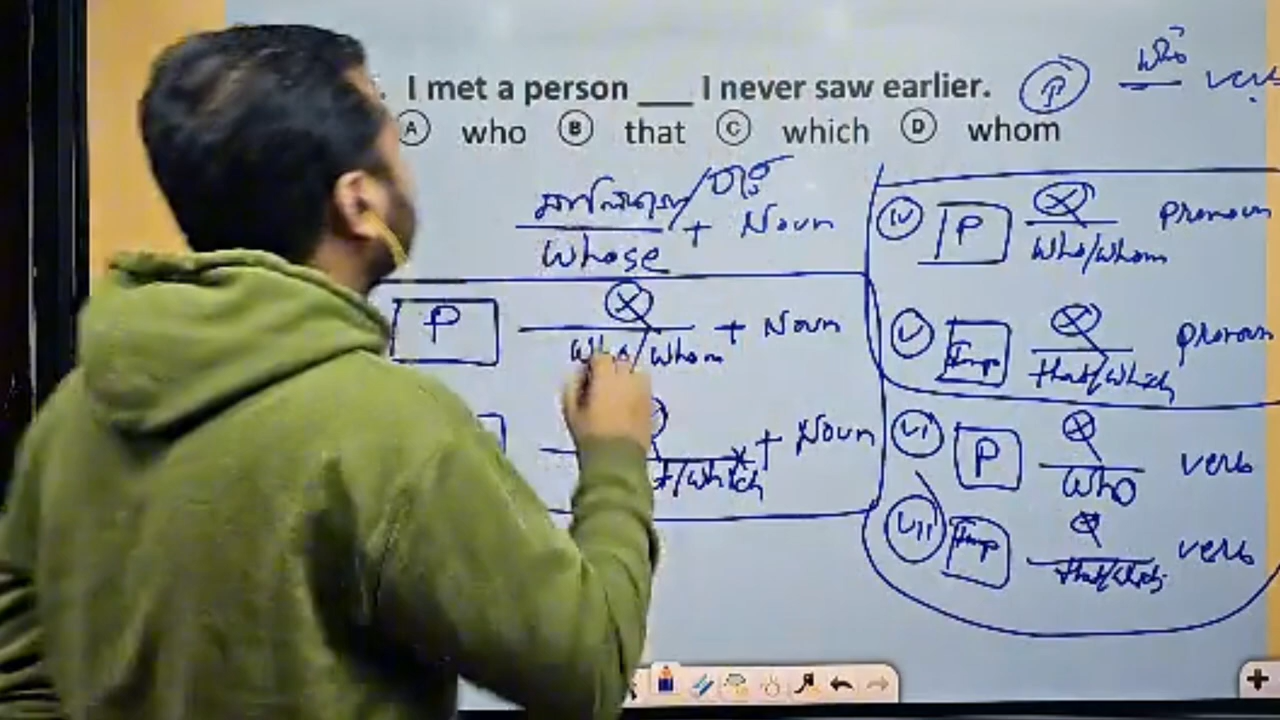 . I met a person ___ I never saw earlier.
A who B that C which D whom
P who verb
+ Noun
Whose
P + Noun
Who/Whom
+ Noun
t/which
iv P pronoun
Who/Whom
v Imp pronoun
that/which
vi P verb
Who
vii Imp verb
that/which